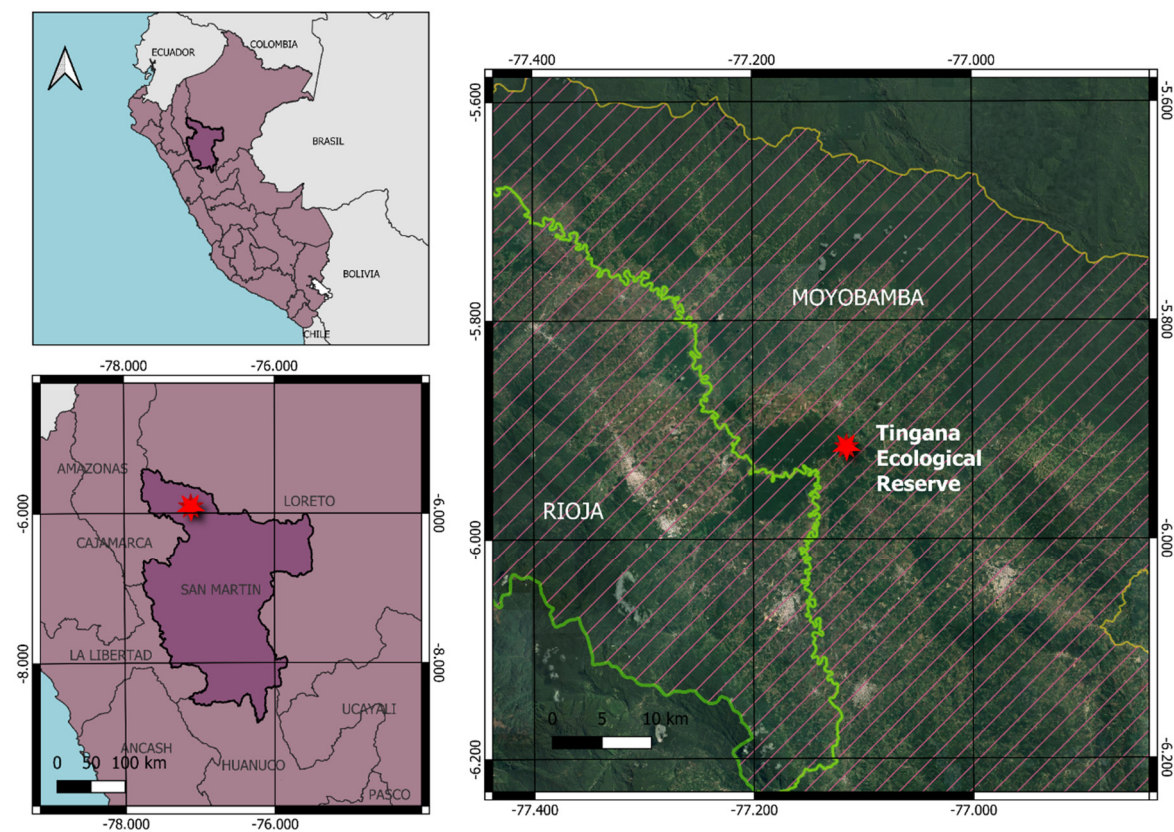 ECUADOR
COLOMBIA
BRASIL
BOLIVIA
CHILE
-78.000
-76.000
AMAZONAS
LORETO
-6.000
-6.000
CAJAMARCA
SAN MARTIN
LA LIBERTAD
-8.000
-8.000
UCAYALI
ANCASH
0 50 100 km
HUANUCO
PASCO
-78.000
-76.000
-77.400
-77.200
-77.000
-5.600
-5.600
MOYOBAMBA
-5.800
-5.800
Tingana
Ecological
Reserve
RIOJA
-6.000
-6.000
0 5 10 km
-6.200
-6.200
-77.400
-77.200
-77.000